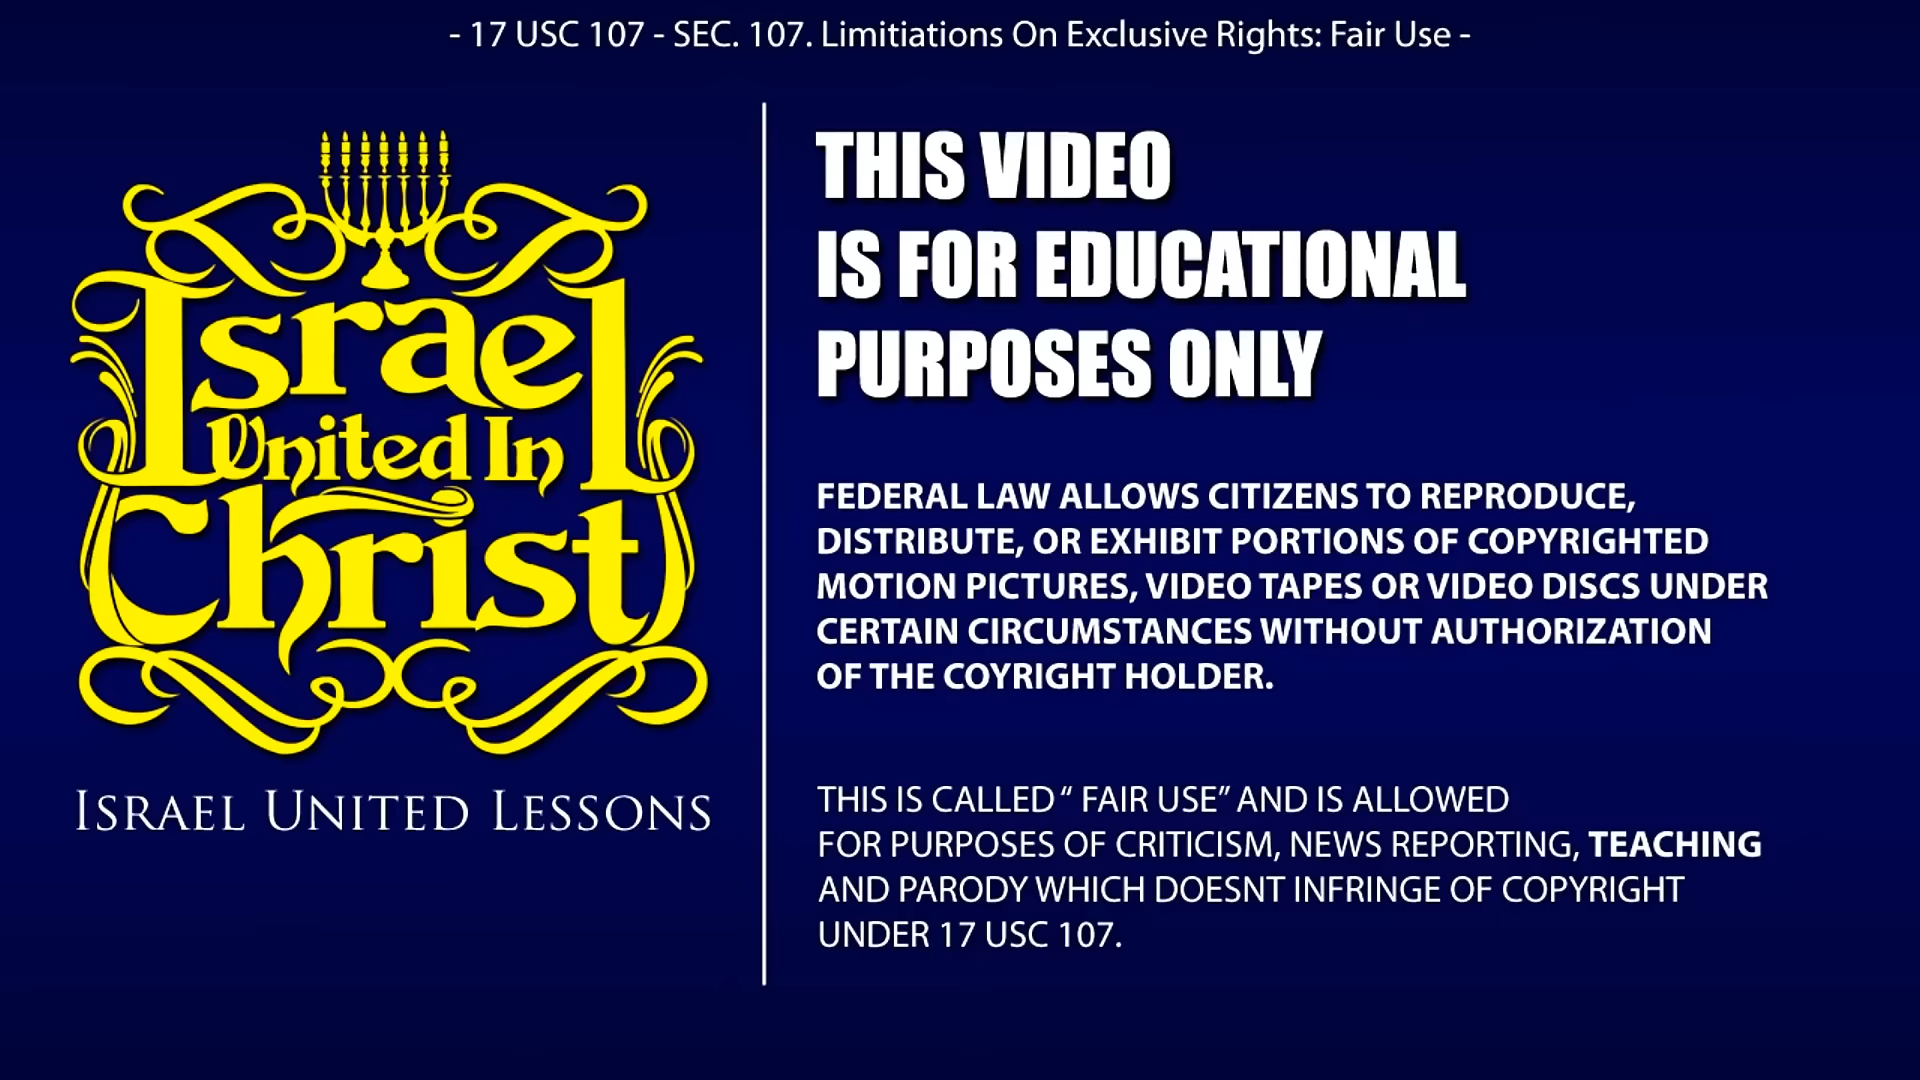 - 17 USC 107 - SEC. 107. Limitiations On Exclusive Rights: Fair Use -
Israel
United In
Christ
ISRAEL UNITED LESSONS
THIS VIDEO
IS FOR EDUCATIONAL
PURPOSES ONLY
FEDERAL LAW ALLOWS CITIZENS TO REPRODUCE,
DISTRIBUTE, OR EXHIBIT PORTIONS OF COPYRIGHTED
MOTION PICTURES, VIDEO TAPES OR VIDEO DISCS UNDER
CERTAIN CIRCUMSTANCES WITHOUT AUTHORIZATION
OF THE COYRIGHT HOLDER.
THIS IS CALLED “ FAIR USE” AND IS ALLOWED
FOR PURPOSES OF CRITICISM, NEWS REPORTING, TEACHING
AND PARODY WHICH DOESNT INFRINGE OF COPYRIGHT
UNDER 17 USC 107.